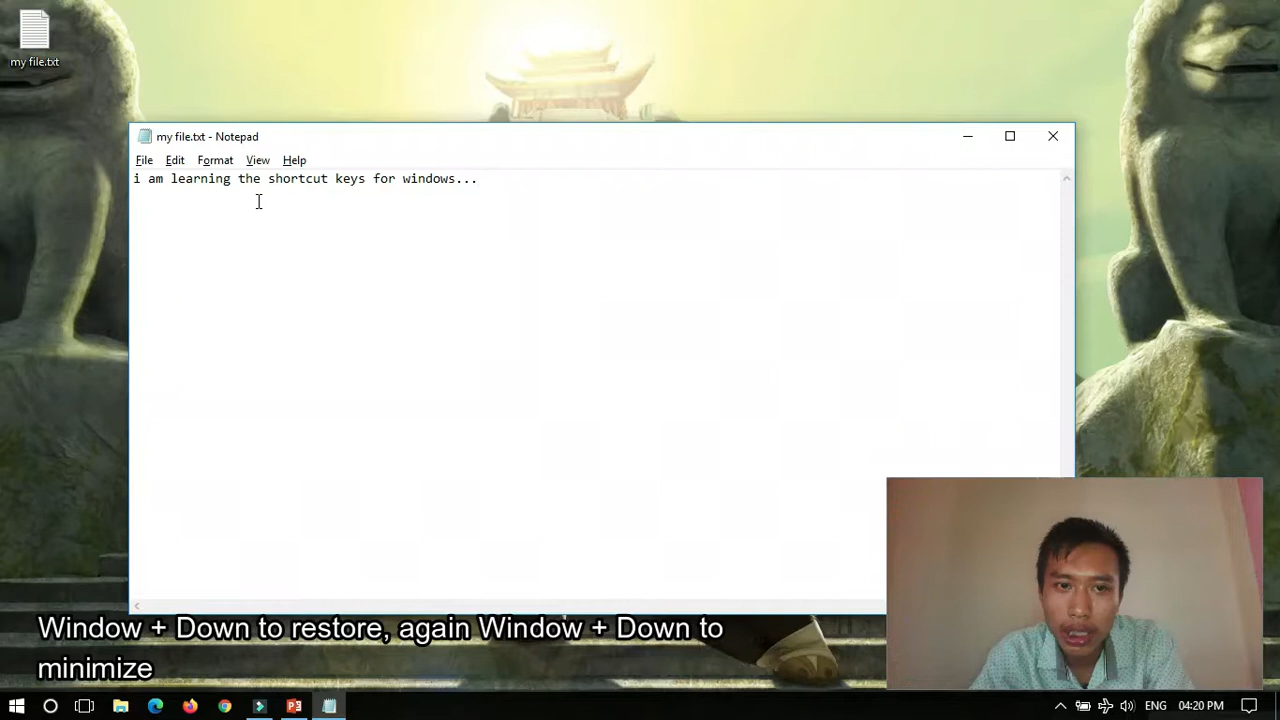 my file.txt
my file.txt - Notepad
File Edit Format View Help
i am learning the shortcut keys for windows...
Window + Down to restore, again Window + Down to
minimize
ENG 04:20 PM